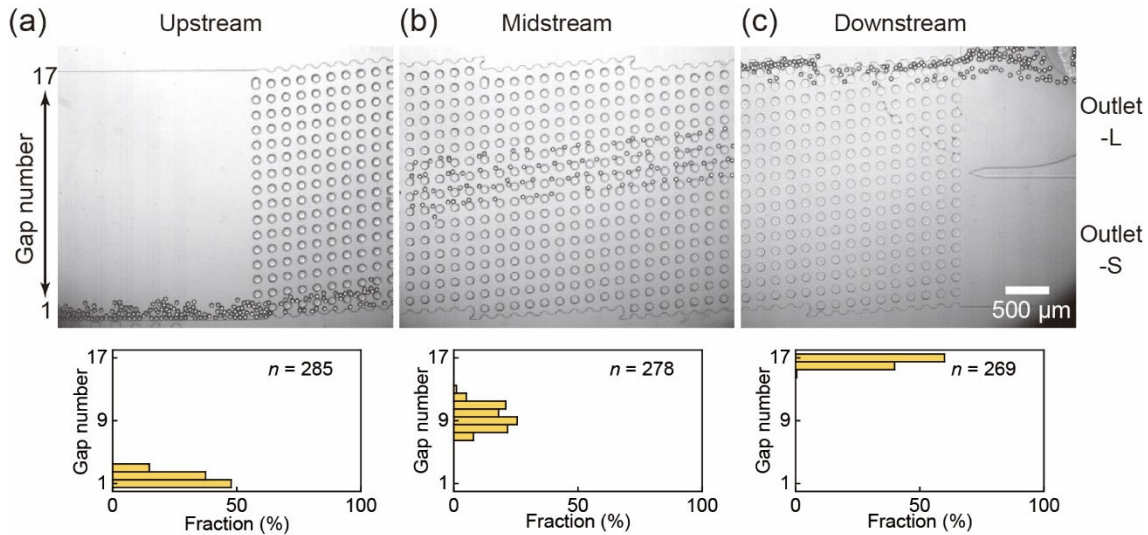 (a) Upstream
(b) Midstream
(c) Downstream
17
Gap number
1
Outlet
-L
Outlet
-S
500 µm
17
9
1
Gap number
n = 285
0 50 100
Fraction (%)
17
9
1
Gap number
n = 278
0 50 100
Fraction (%)
17
9
1
Gap number
n = 269
0 50 100
Fraction (%)